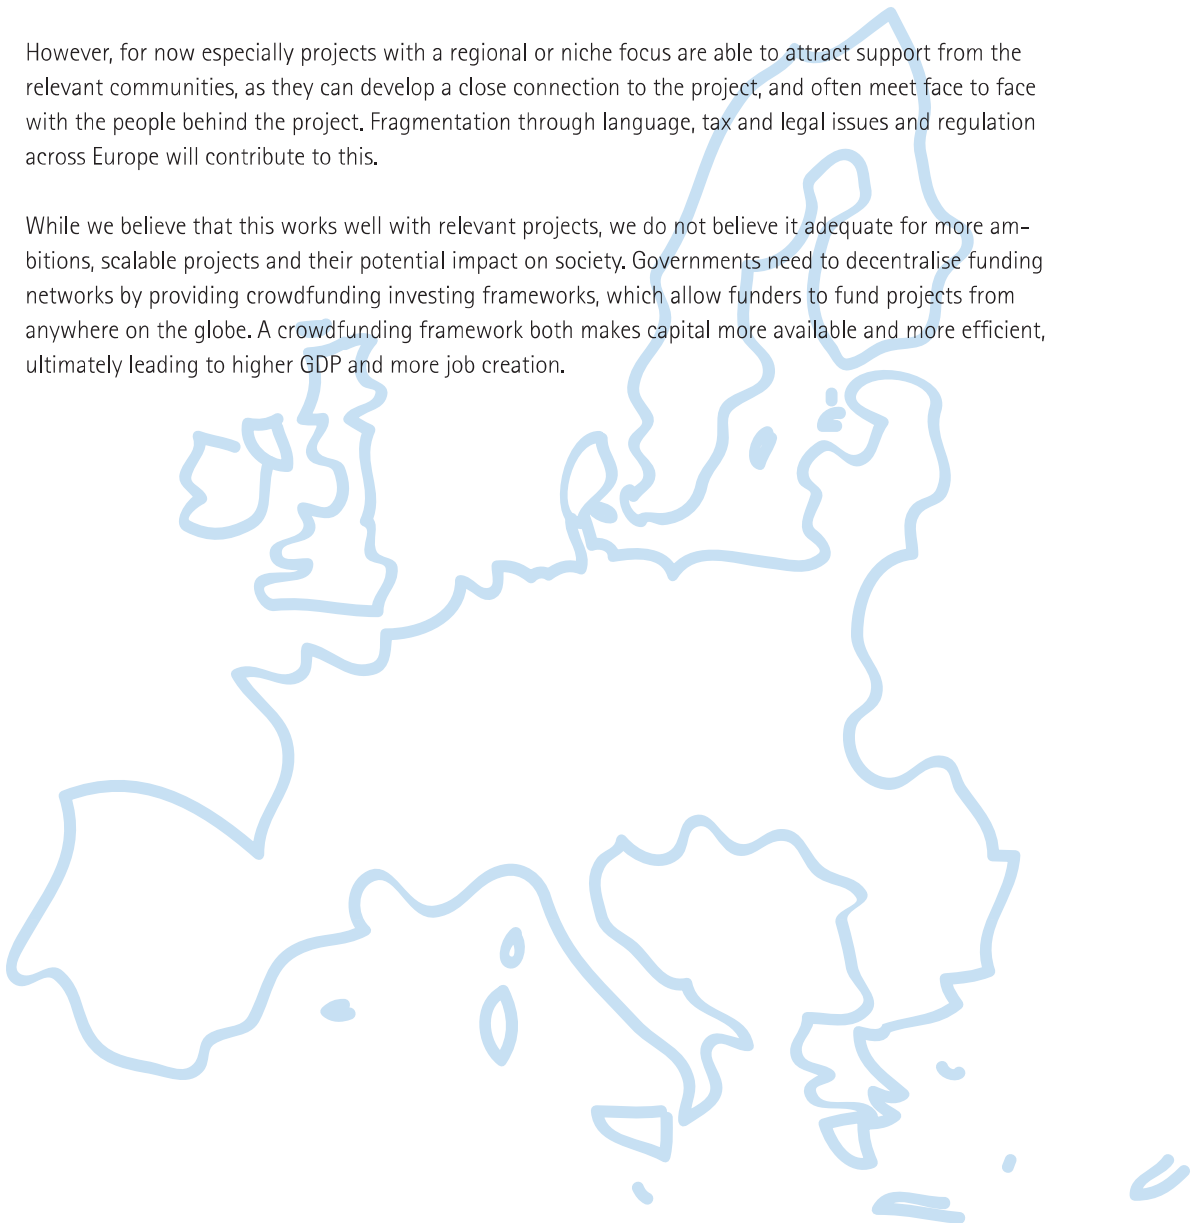 However, for now especially projects with a regional or niche focus are able to attract support from the
relevant communities, as they can develop a close connection to the project, and often meet face to face
with the people behind the project. Fragmentation through language, tax and legal issues and regulation
across Europe will contribute to this.
While we believe that this works well with relevant projects, we do not believe it adequate for more am-
bitions, scalable projects and their potential impact on society. Governments need to decentralise funding
networks by providing crowdfunding investing frameworks, which allow funders to fund projects from
anywhere on the globe. A crowdfunding framework both makes capital more available and more efficient,
ultimately leading to higher GDP and more job creation.